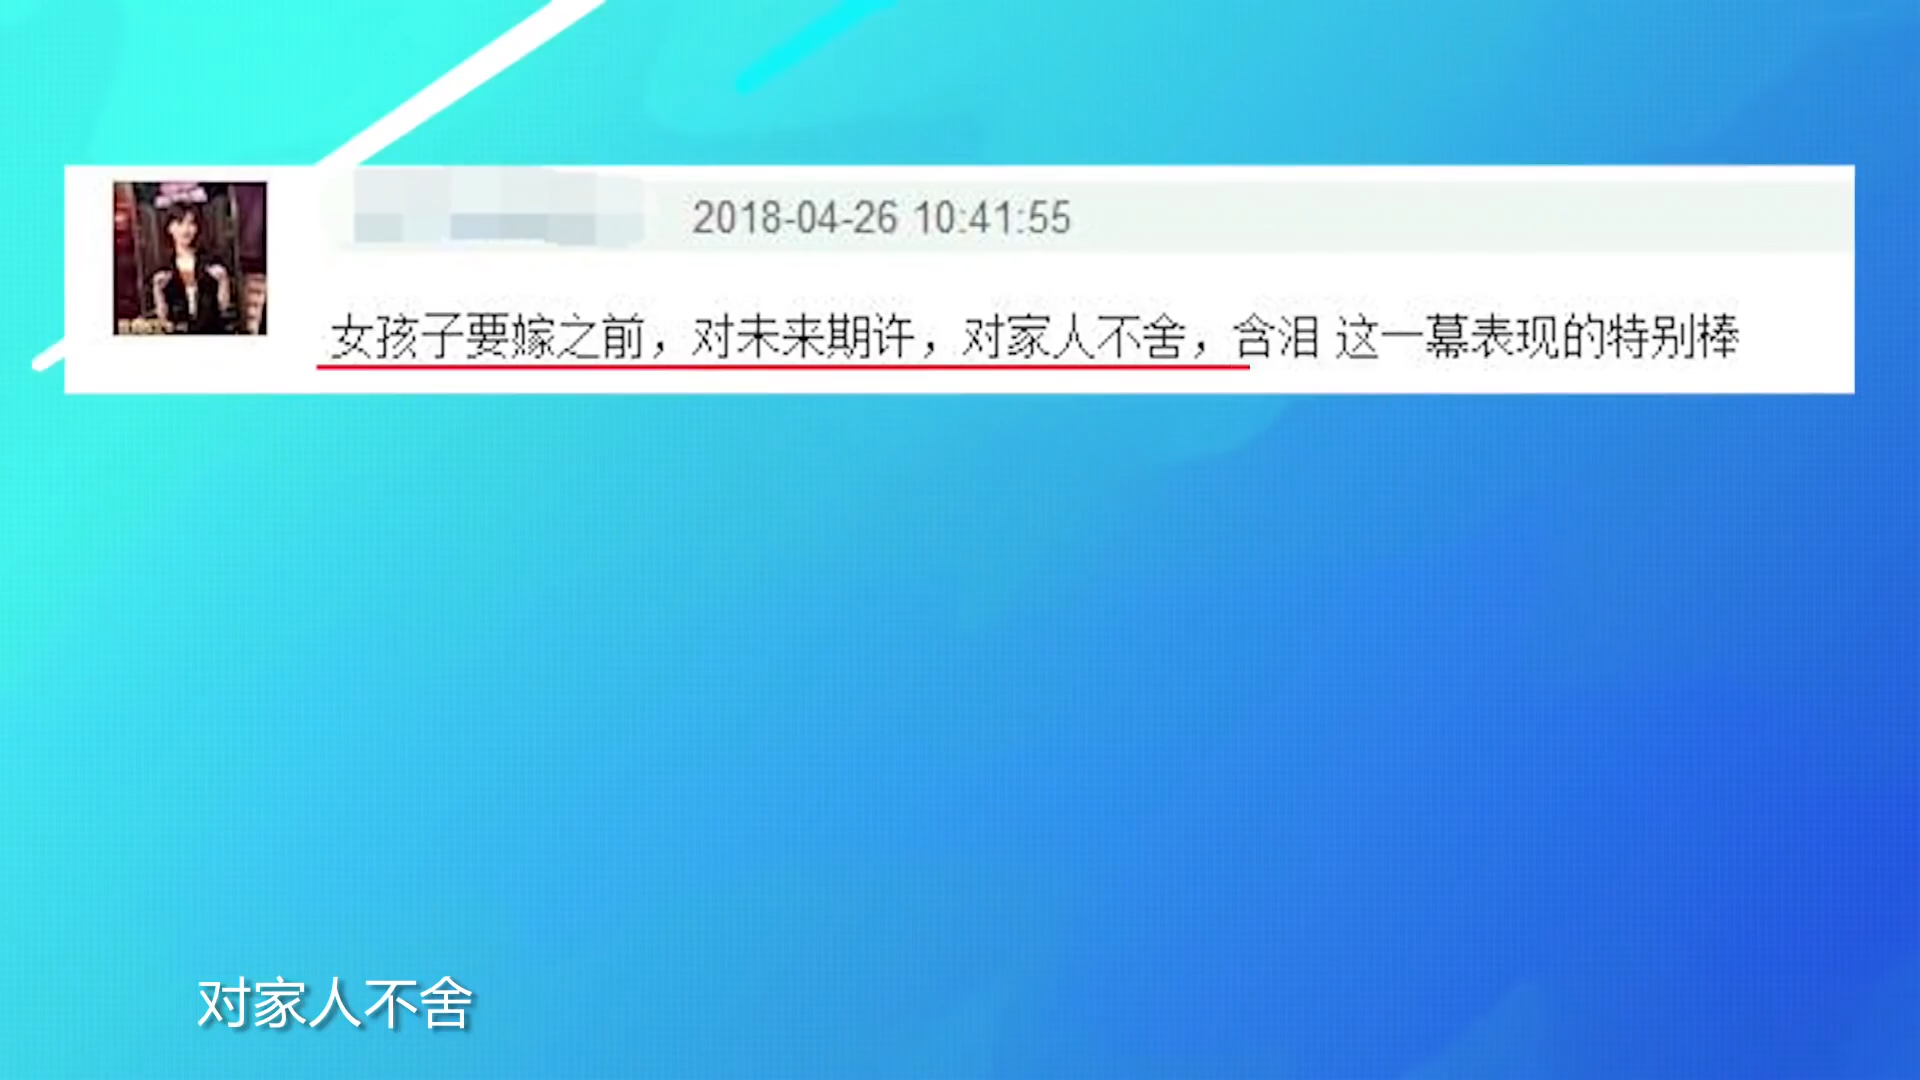 2018-04-26 10:41:55
女孩子要嫁之前，对未来期许，对家人不舍，含泪 这一幕表现的特别棒
对家人不舍